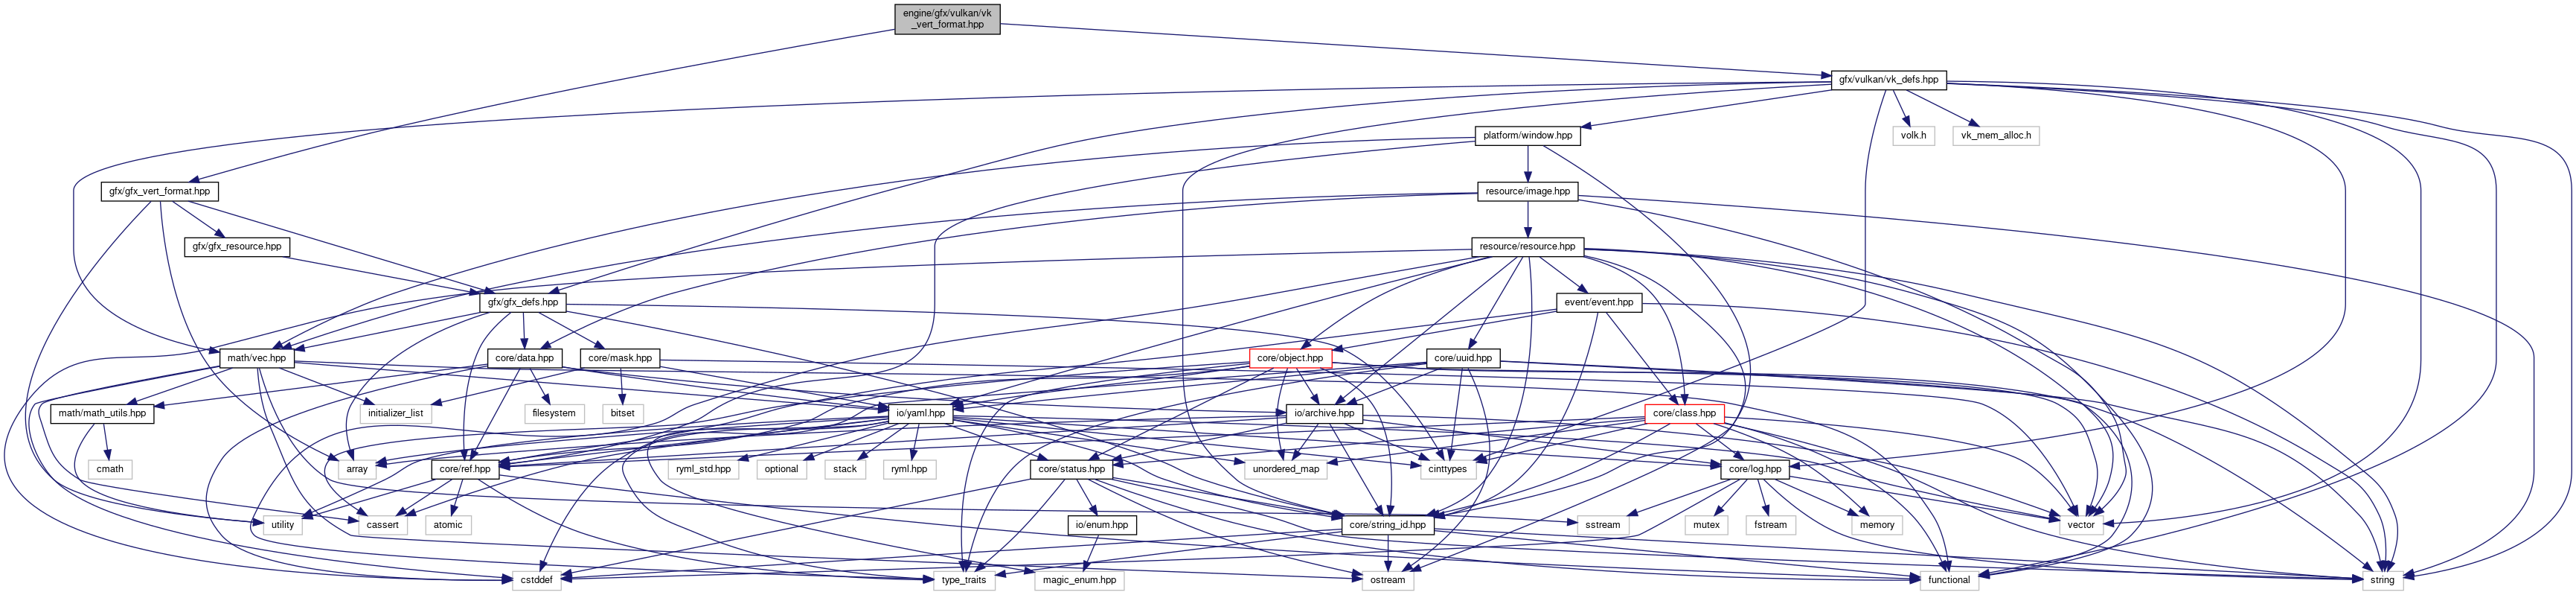 engine/gfx/vulkan/vk
_vert_format.hpp
gfx/vulkan/vk_defs.hpp
platform/window.hpp
volk.h
vk_mem_alloc.h
gfx/gfx_vert_format.hpp
resource/image.hpp
gfx/gfx_resource.hpp
resource/resource.hpp
gfx/gfx_defs.hpp
event/event.hpp
math/vec.hpp
core/data.hpp
core/mask.hpp
core/object.hpp
core/uuid.hpp
math/math_utils.hpp
initializer_list
filesystem
bitset
io/yaml.hpp
io/archive.hpp
core/class.hpp
cmath
array
core/ref.hpp
ryml_std.hpp
optional
stack
ryml.hpp
core/status.hpp
unordered_map
cinttypes
core/log.hpp
utility
cassert
atomic
io/enum.hpp
core/string_id.hpp
sstream
mutex
fstream
memory
vector
cstddef
type_traits
magic_enum.hpp
ostream
functional
string